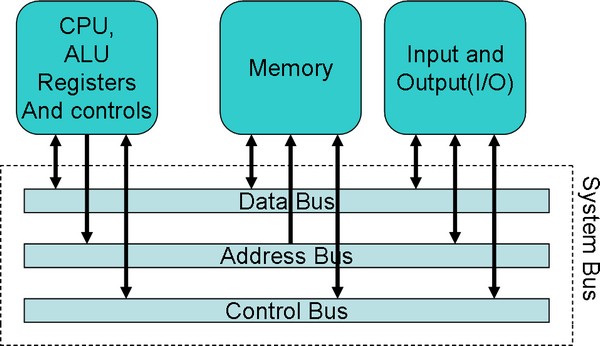 CPU,
ALU
Registers
And controls
Memory
Input and
Output(I/O)
Data Bus
Address Bus
Control Bus
System Bus